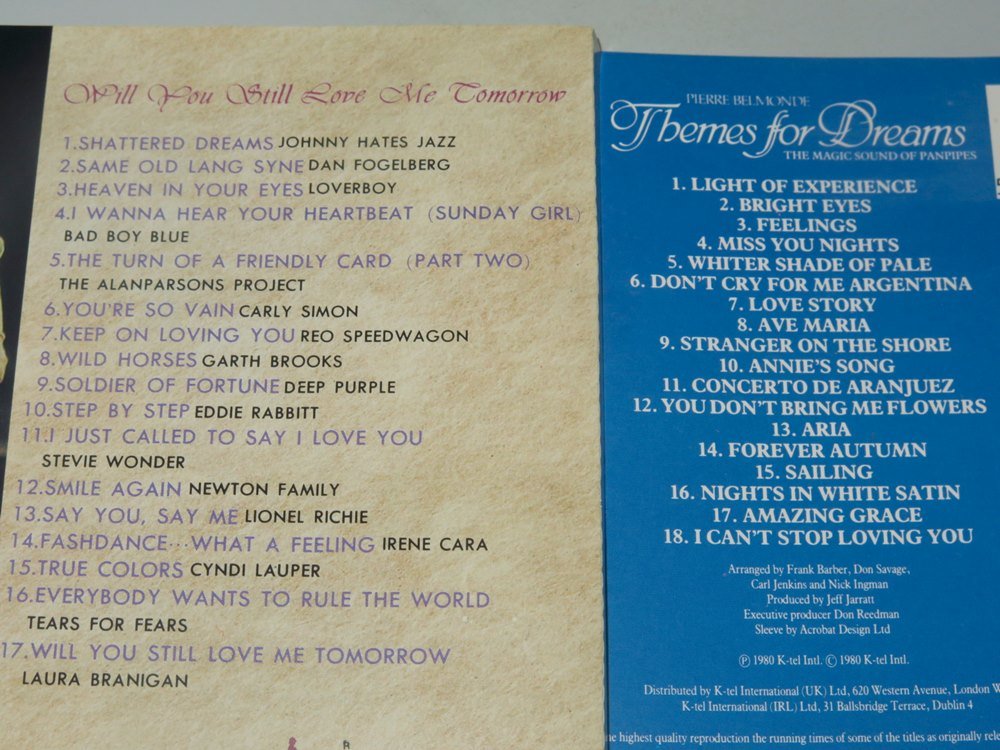 Will You Still Love Me Tomorrow
1.SHATTERED DREAMS JOHNNY HATES JAZZ
2.SAME OLD LANG SYNE DAN FOGELBERG
3.HEAVEN IN YOUR EYES LOVERBOY
4.I WANNA HEAR YOUR HEARTBEAT (SUNDAY GIRL)
BAD BOY BLUE
5.THE TURN OF A FRIENDLY CARD (PART TWO)
THE ALANPARSONS PROJECT
6.YOU'RE SO VAIN CARLY SIMON
7.KEEP ON LOVING YOU REO SPEEDWAGON
8.WILD HORSES GARTH BROOKS
9.SOLDIER OF FORTUNE DEEP PURPLE
10.STEP BY STEP EDDIE RABBITT
11.I JUST CALLED TO SAY I LOVE YOU
STEVIE WONDER
12.SMILE AGAIN NEWTON FAMILY
13.SAY YOU, SAY ME LIONEL RICHIE
14.FASHDANCE···WHAT A FEELING IRENE CARA
15.TRUE COLORS CYNDI LAUPER
16.EVERYBODY WANTS TO RULE THE WORLD
TEARS FOR FEARS
17.WILL YOU STILL LOVE ME TOMORROW
LAURA BRANIGAN
PIERRE BELMONDE
Themes for Dreams
THE MAGIC SOUND OF PANPIPES
1. LIGHT OF EXPERIENCE
2. BRIGHT EYES
3. FEELINGS
4. MISS YOU NIGHTS
5. WHITER SHADE OF PALE
6. DON'T CRY FOR ME ARGENTINA
7. LOVE STORY
8. AVE MARIA
9. STRANGER ON THE SHORE
10. ANNIE'S SONG
11. CONCERTO DE ARANJUEZ
12. YOU DON'T BRING ME FLOWERS
13. ARIA
14. FOREVER AUTUMN
15. SAILING
16. NIGHTS IN WHITE SATIN
17. AMAZING GRACE
18. I CAN'T STOP LOVING YOU
Arranged by Frank Barber, Don Savage,
Carl Jenkins and Nick Ingman
Produced by Jeff Jarratt
Executive producer Don Reedman
Sleeve by Acrobat Design Ltd
Ⓟ 1980 K-tel Intl. © 1980 K-tel Intl.
Distributed by K-tel International (UK) Ltd, 620 Western Avenue, London W
K-tel International (IRL) Ltd, 31 Ballsbridge Terrace, Dublin 4
highest quality reproduction the running times of some of the titles as originally